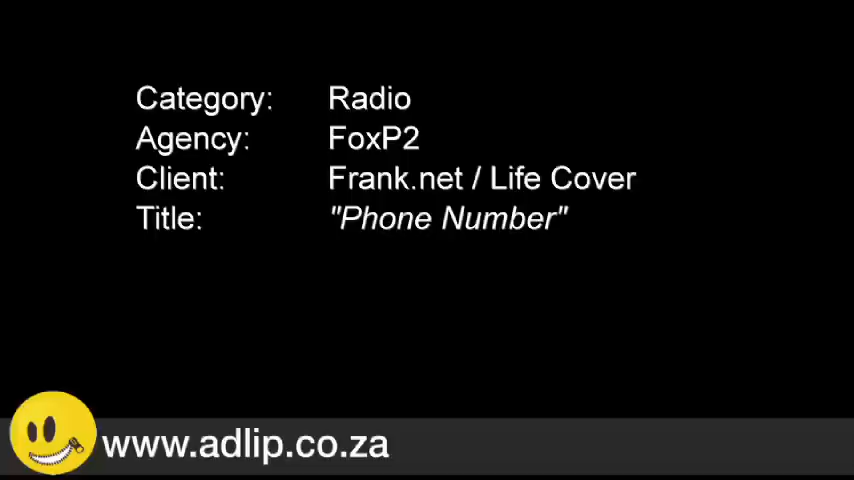 Category: Radio
Agency: FoxP2
Client: Frank.net / Life Cover
Title: "Phone Number"
www.adlip.co.za